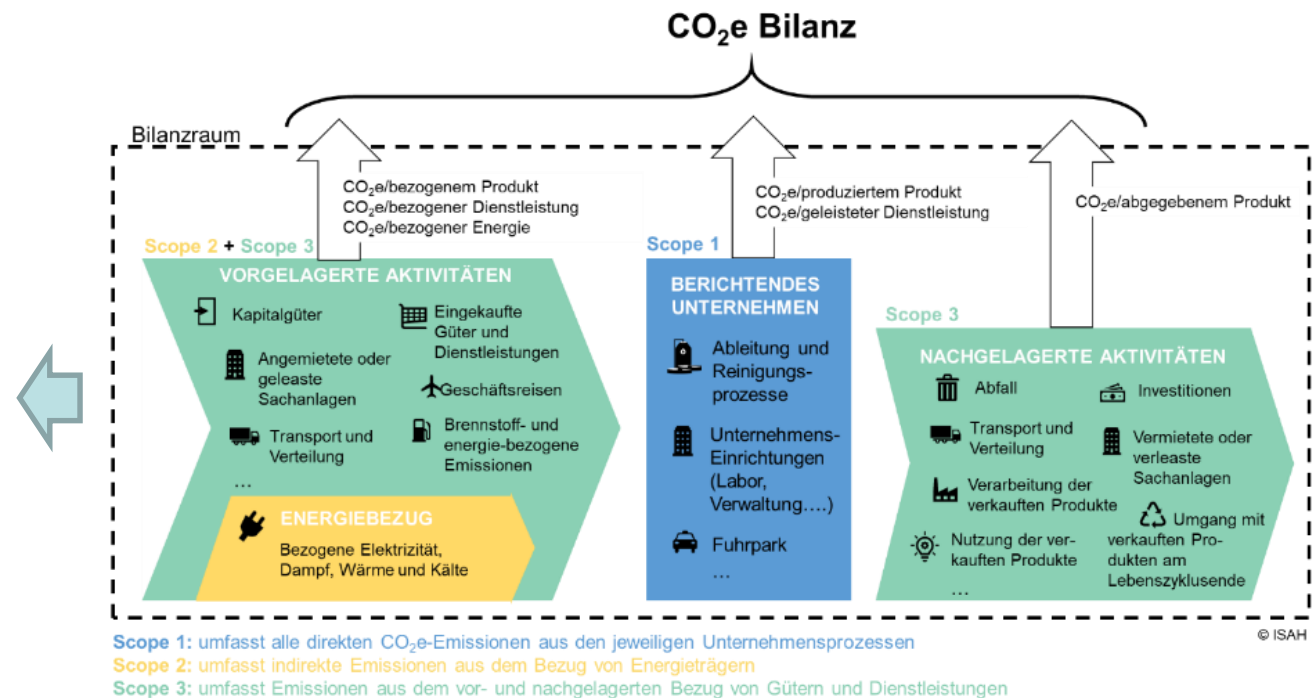 CO₂e Bilanz
Bilanzraum
CO₂e/bezogenem Produkt
CO₂e/bezogener Dienstleistung
CO₂e/bezogener Energie
CO₂e/produziertem Produkt
CO₂e/geleisteter Dienstleistung
CO₂e/abgegebenem Produkt
Scope 2 + Scope 3
VORGELAGERTE AKTIVITÄTEN
Kapitalgüter
Eingekaufte
Güter und
Dienstleistungen
Angemietete oder
geleaste
Sachanlagen
Geschäftsreisen
Transport und
Verteilung
Brennstoff- und
energie-bezogene
Emissionen
…
ENERGIEBEZUG
Bezogene Elektrizität,
Dampf, Wärme und Kälte
Scope 1
BERICHTENDES
UNTERNEHMEN
Ableitung und
Reinigungs-
prozesse
Unternehmens-
Einrichtungen
(Labor,
Verwaltung….)
Fuhrpark
…
Scope 3
NACHGELAGERTE AKTIVITÄTEN
Abfall
Investitionen
Transport und
Verteilung
Vermietete oder
verleaste
Sachanlagen
Verarbeitung der
verkauften Produkte
Umgang mit
verkauften Pro-
dukten am
Lebenszyklusende
Nutzung der ver-
kauften Produkte
…
© ISAH
Scope 1: umfasst alle direkten CO₂e-Emissionen aus den jeweiligen Unternehmensprozessen
Scope 2: umfasst indirekte Emissionen aus dem Bezug von Energieträgern
Scope 3: umfasst Emissionen aus dem vor- und nachgelagerten Bezug von Gütern und Dienstleistungen